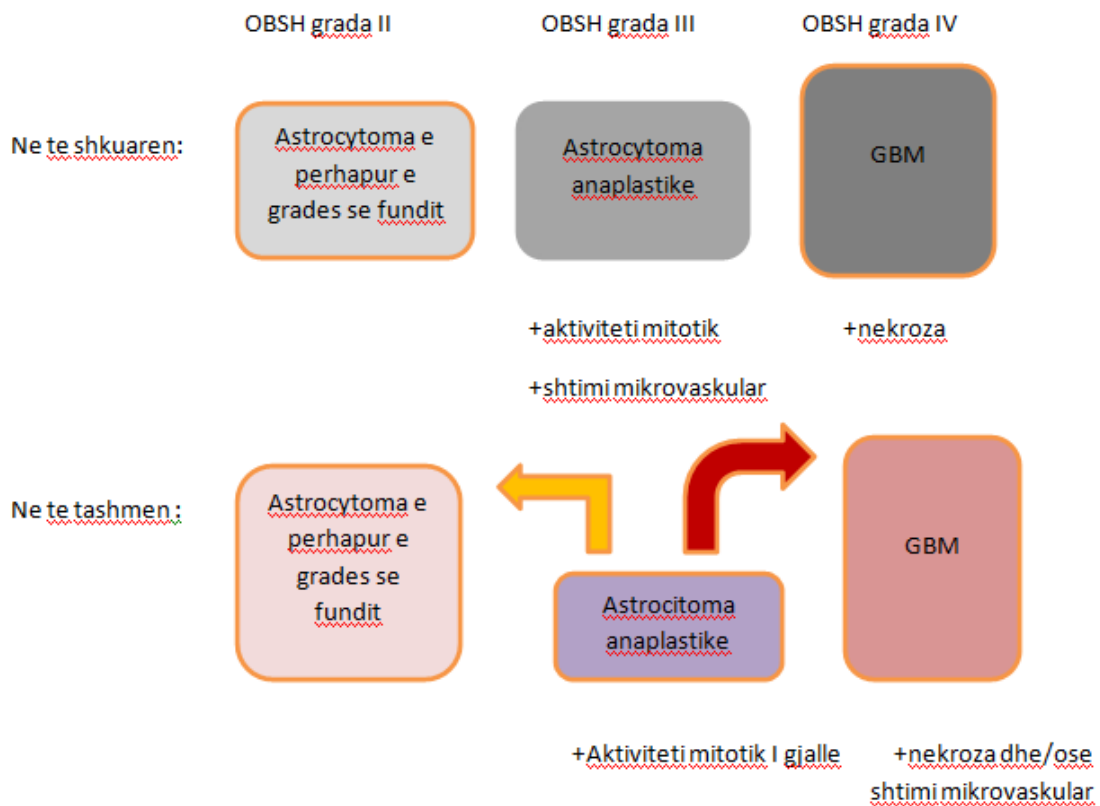 OBSH grada II
OBSH grada III
OBSH grada IV
Ne te shkuaren:
Astrocytoma e
perhapur e
grades se fundit
Astrocytoma
anaplastike
GBM
+aktiviteti mitotik
+nekroza
+shtimi mikrovaskular
Ne te tashmen :
Astrocytoma e
perhapur e
grades se
fundit
Astrocitoma
anaplastike
GBM
+Aktiviteti mitotik I gjalle
+nekroza dhe/ose
shtimi mikrovaskular